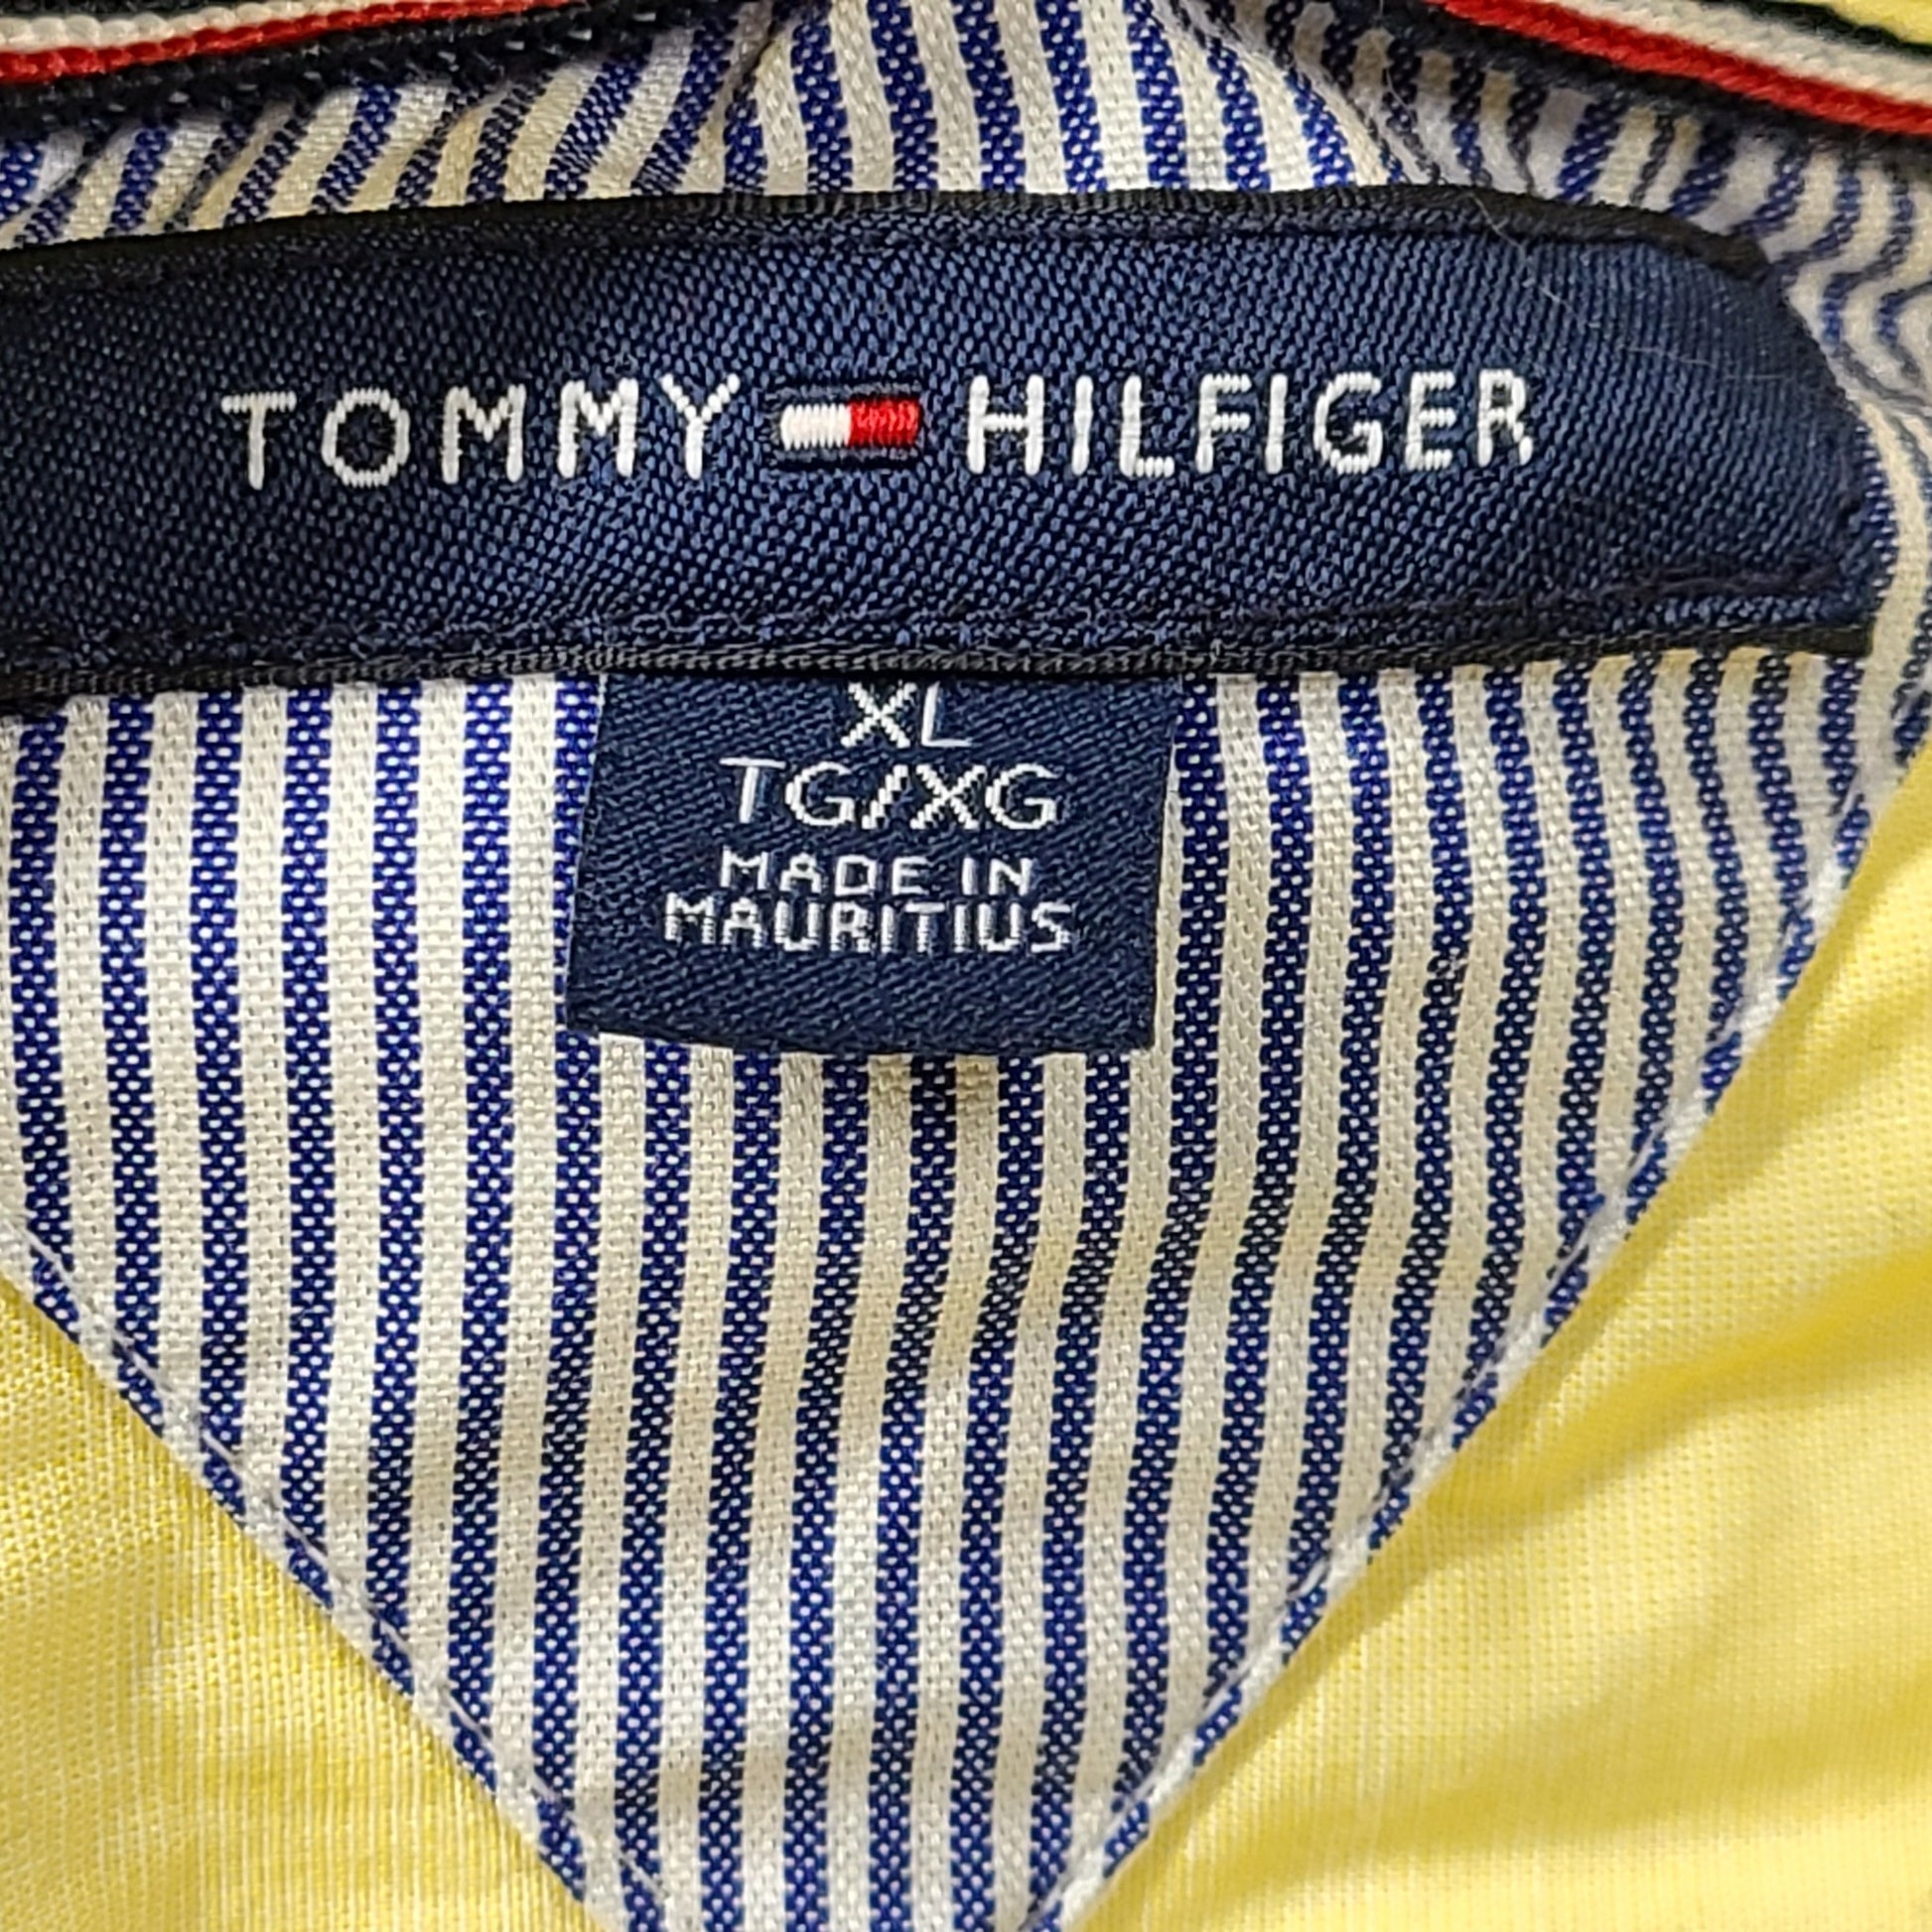 TOMMY HILFIGER
XL
TG/XG
MADE IN
MAURITIUS